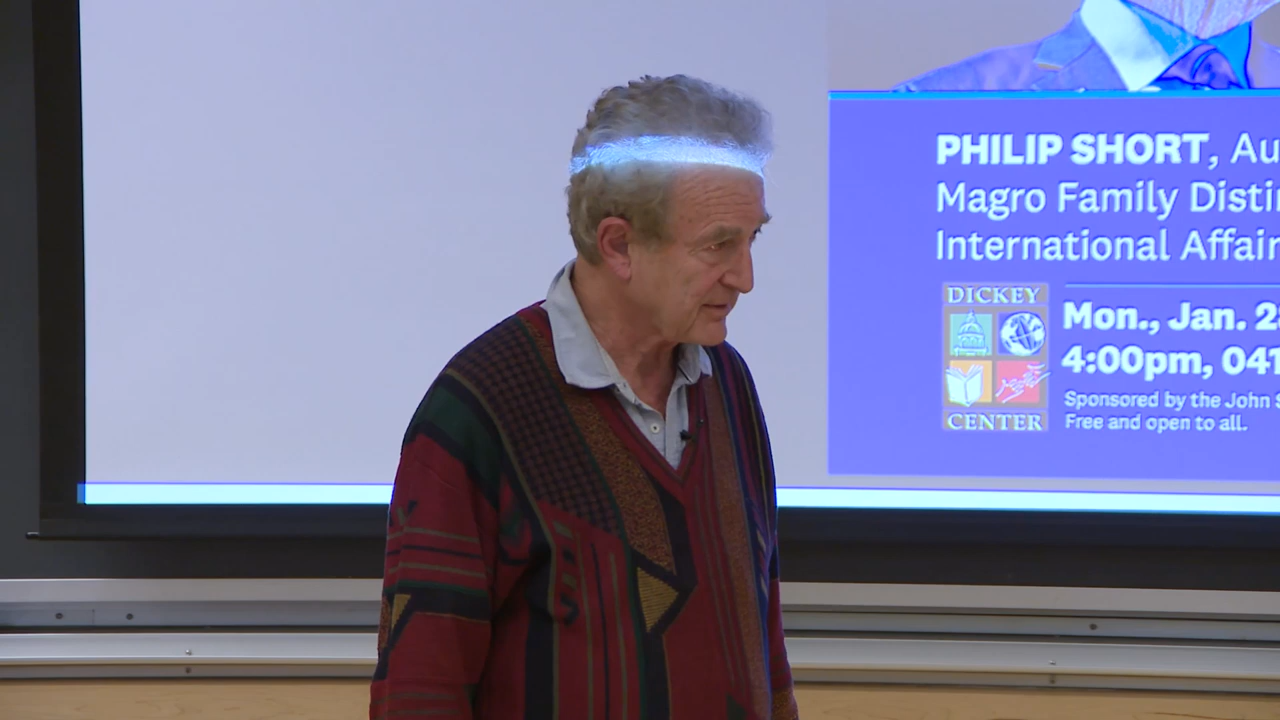 PHILIP SHORT, Au
Magro Family Disti
International Affair
DICKEY
CENTER
Mon., Jan. 2
4:00pm, 041
Sponsored by the John S
Free and open to all.